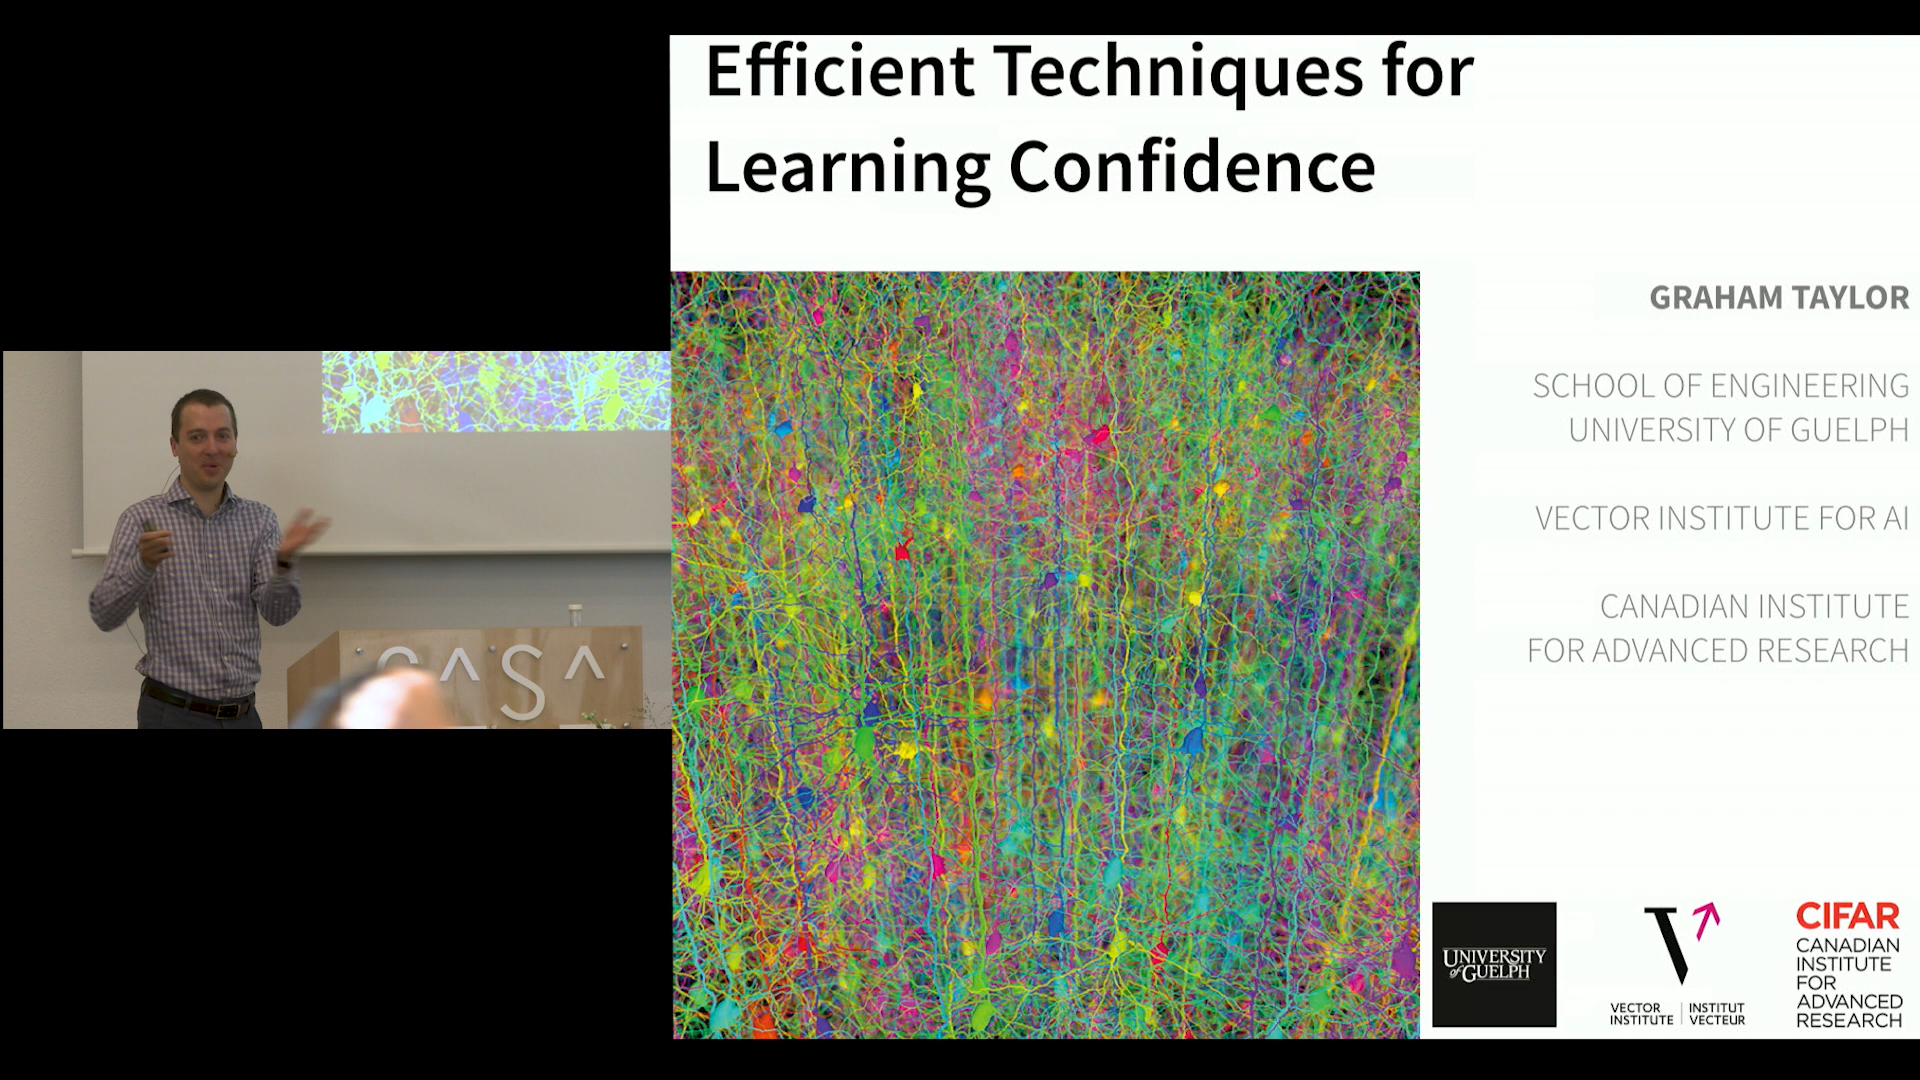 Efficient Techniques for
Learning Confidence
GRAHAM TAYLOR
SCHOOL OF ENGINEERING
UNIVERSITY OF GUELPH
VECTOR INSTITUTE FOR AI
CANADIAN INSTITUTE
FOR ADVANCED RESEARCH
CASA
UNIVERSITY
of GUELPH
VECTOR
INSTITUTE
INSTITUT
VECTEUR
CIFAR
CANADIAN
INSTITUTE
FOR
ADVANCED
RESEARCH